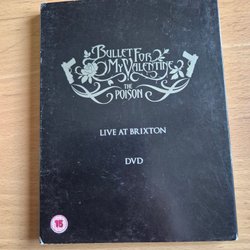 BULLET FOR
MY VALENTINE
THE
POISON
LIVE AT BRIXTON
DVD
15